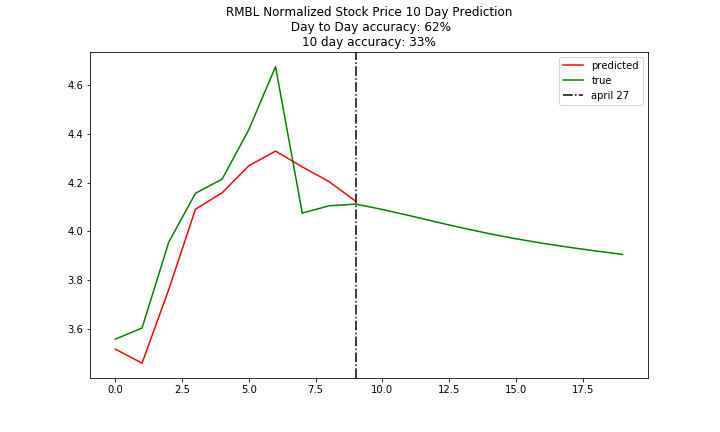 RMBL Normalized Stock Price 10 Day Prediction
Day to Day accuracy: 62%
10 day accuracy: 33%
predicted
true
april 27
4.6
4.4
4.2
4.0
3.8
3.6
0.0 2.5 5.0 7.5 10.0 12.5 15.0 17.5